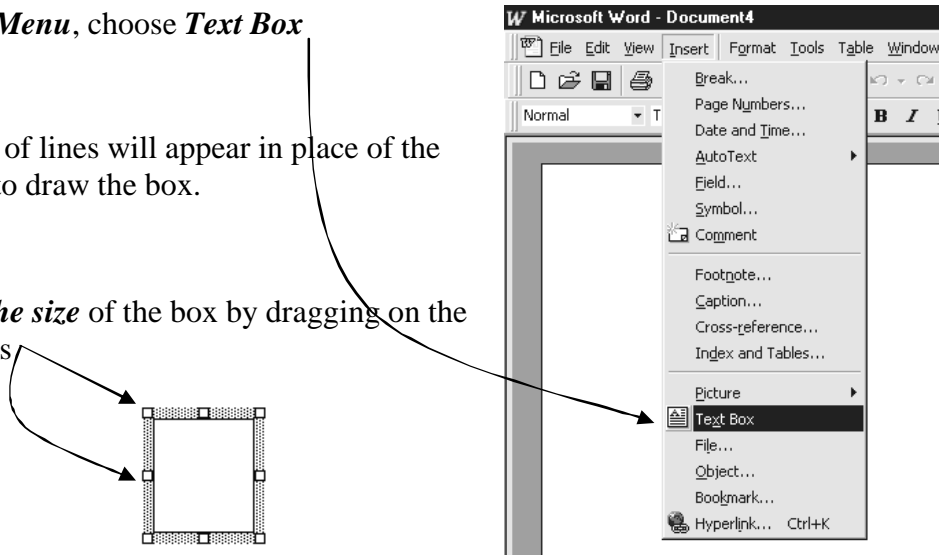 Menu, choose Text Box
of lines will appear in place of the
to draw the box.
he size of the box by dragging on the
s
Microsoft Word - Document4
File Edit View Insert Format Tools Table Window
Normal T B I
Break...
Page Numbers...
Date and Time...
AutoText
Field...
Symbol...
Comment
Footnote...
Caption...
Cross-reference...
Index and Tables...
Picture
Text Box
File...
Object...
Bookmark...
Hyperlink... Ctrl+K